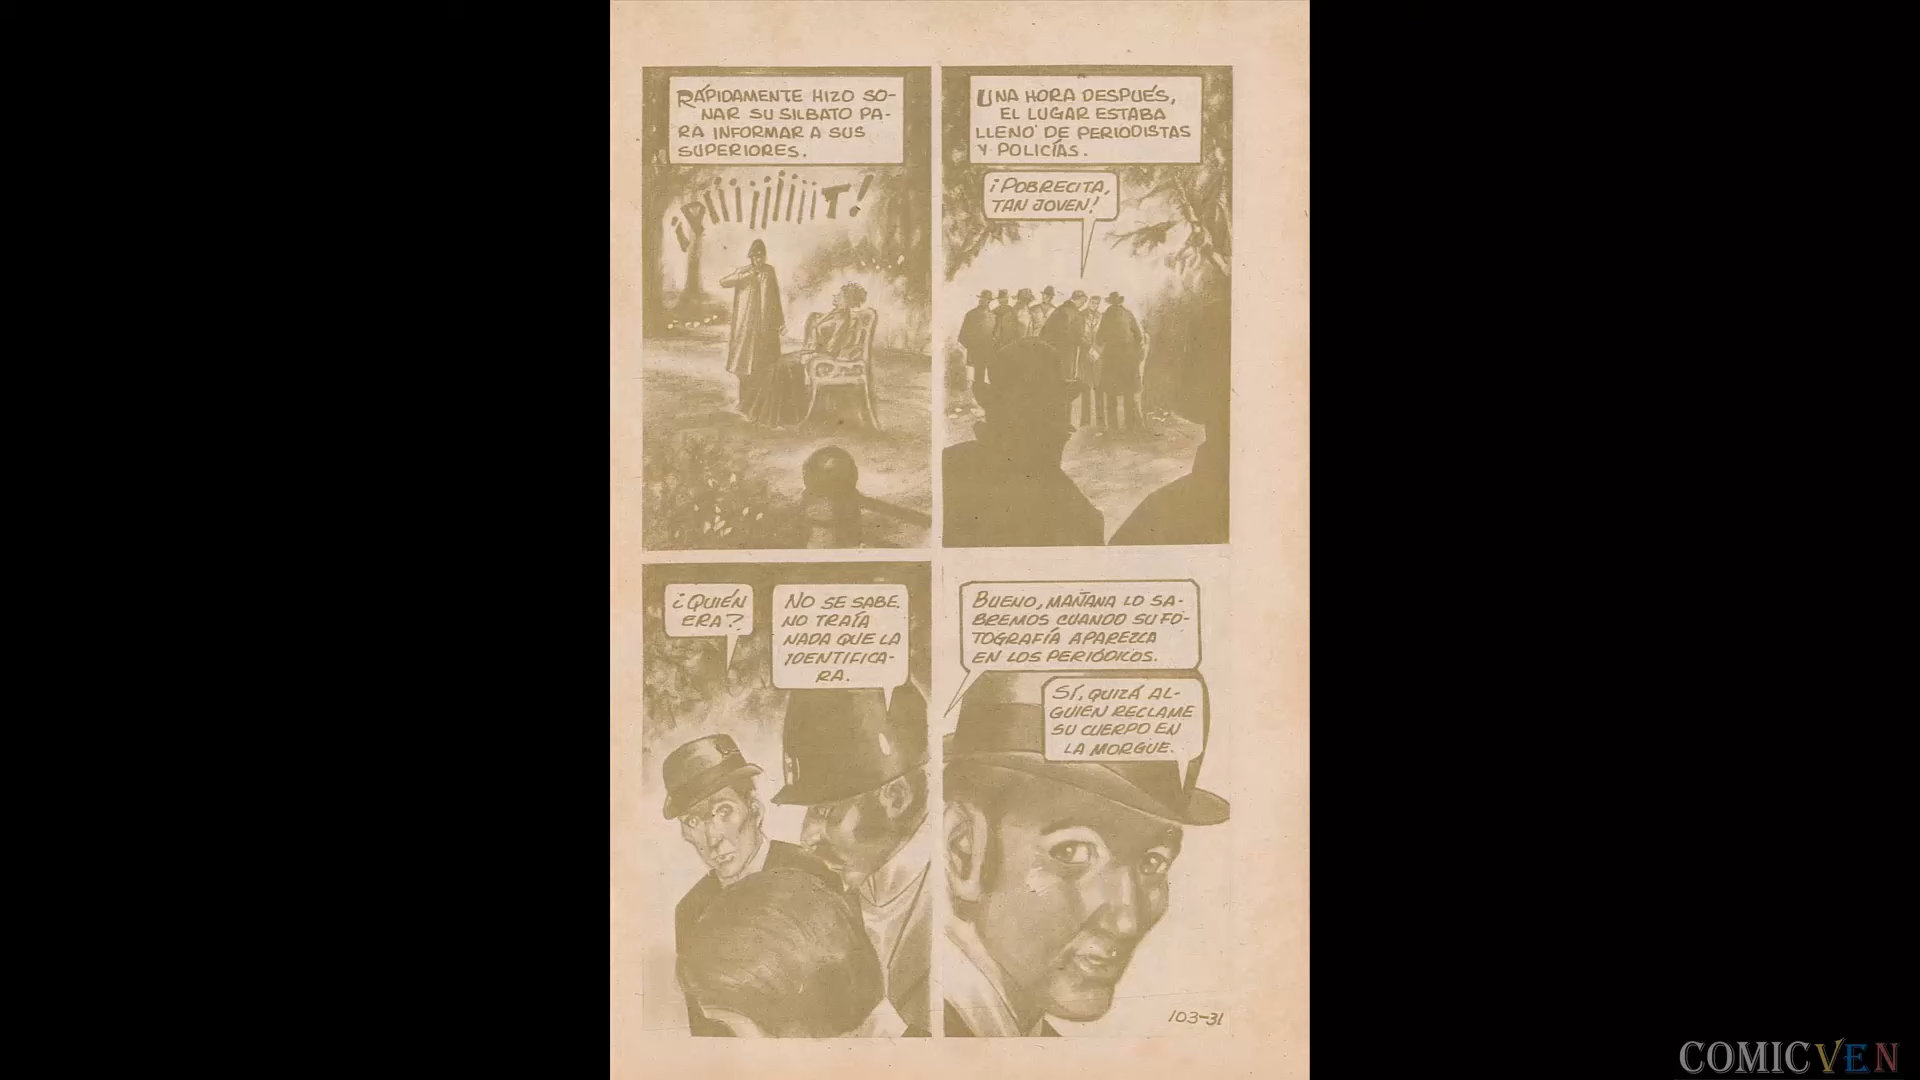 RÁPIDAMENTE HIZO SO-
NAR SU SILBATO PA-
RA INFORMAR A SUS
SUPERIORES.
¡PIIIIIIIIIT!
UNA HORA DESPUÉS,
EL LUGAR ESTABA
LLENO DE PERIODISTAS
Y POLICÍAS.
¡POBRECITA,
TAN JOVEN!
¿QUIÉN
ERA?
NO SE SABE.
NO TRAÍA
NADA QUE LA
IDENTIFICA-
RA.
BUENO, MAÑANA LO SA-
BREMOS CUANDO SU FO-
TOGRAFÍA APAREZCA
EN LOS PERIÓDICOS.
SÍ, QUIZÁ AL-
GUIEN RECLAME
SU CUERPO EN
LA MORGUE.
103-31
COMICVEN